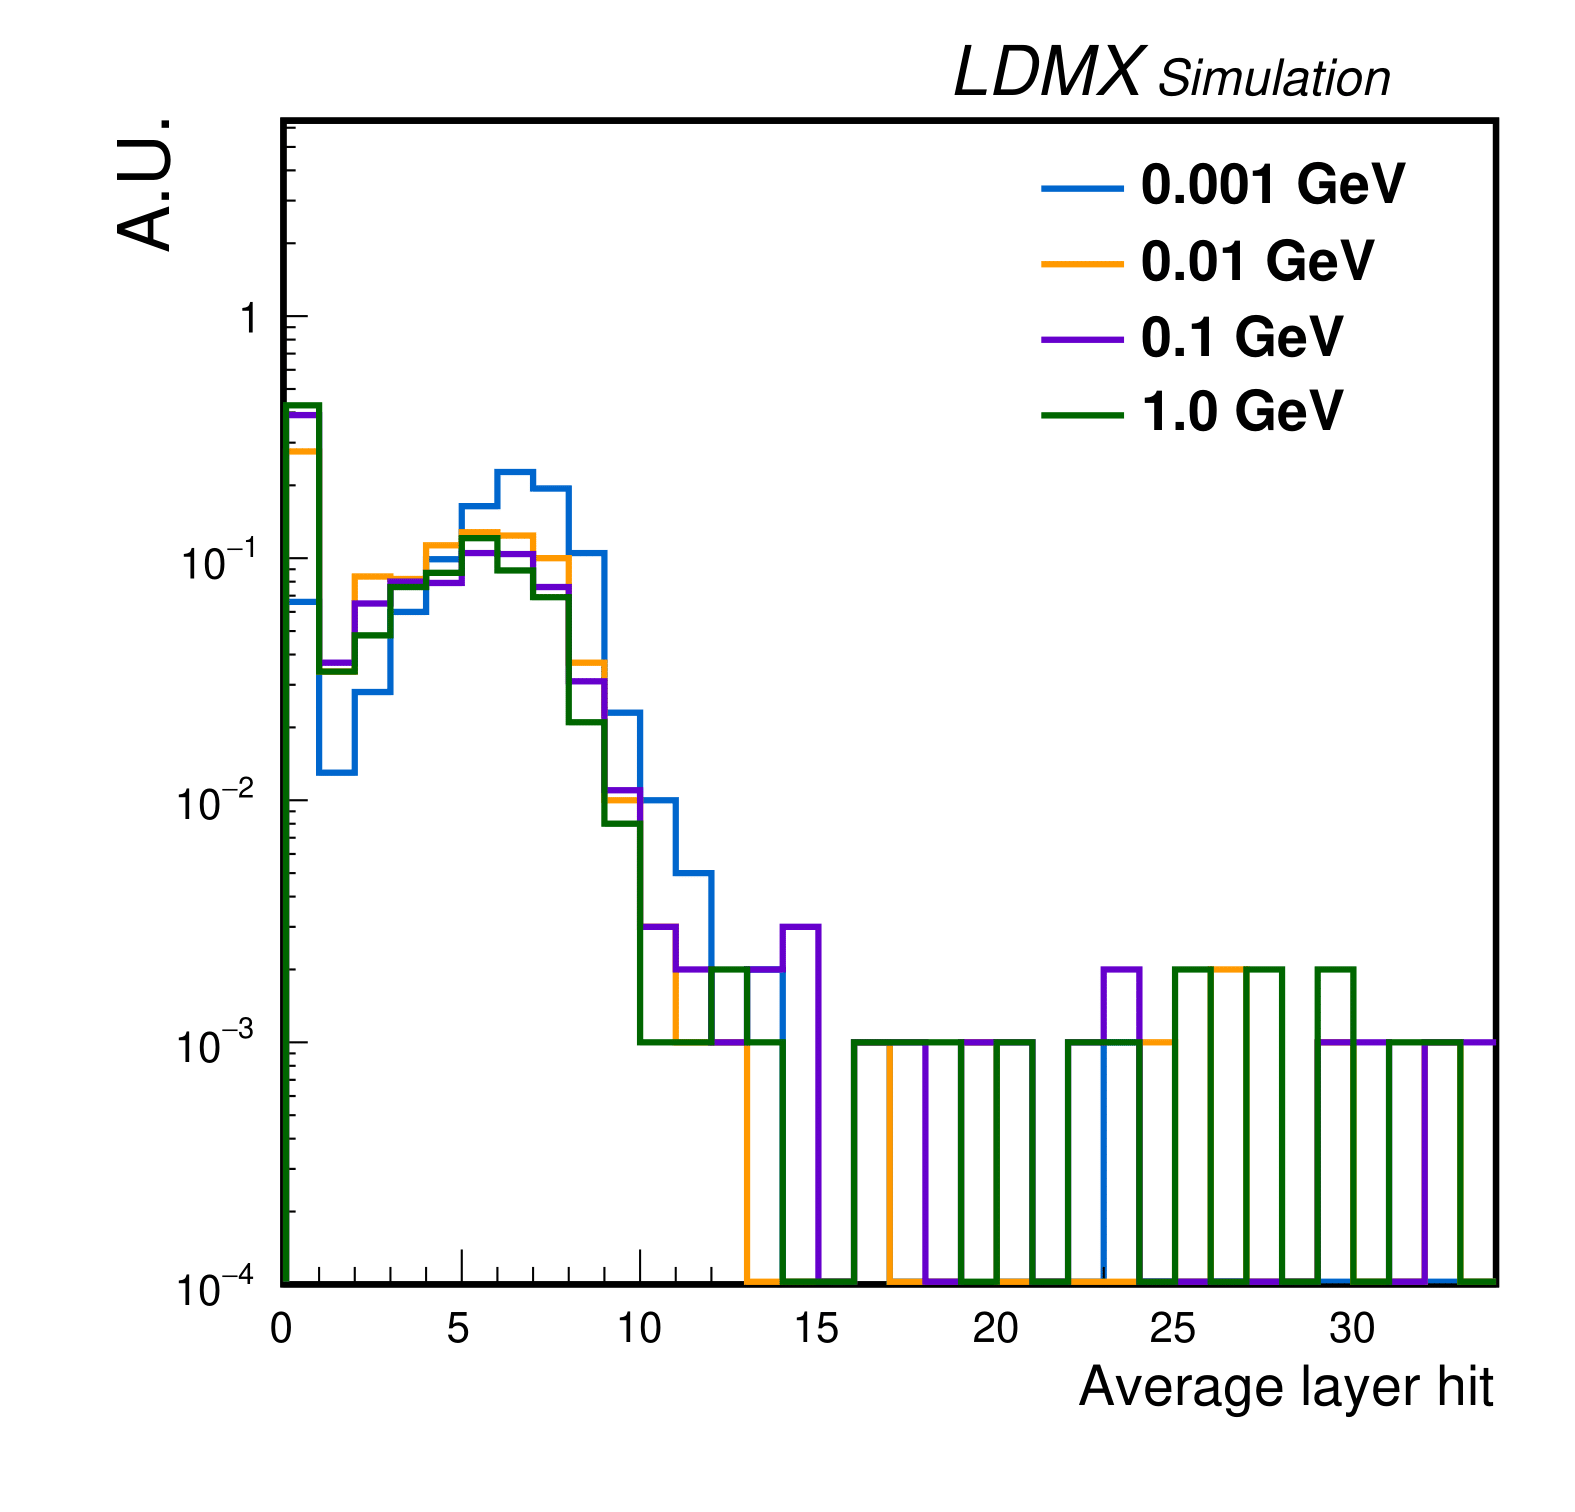 LDMX Simulation
A.U.
0.001 GeV
0.01 GeV
0.1 GeV
1.0 GeV
1
10⁻¹
10⁻²
10⁻³
10⁻⁴
0 5 10 15 20 25 30
Average layer hit